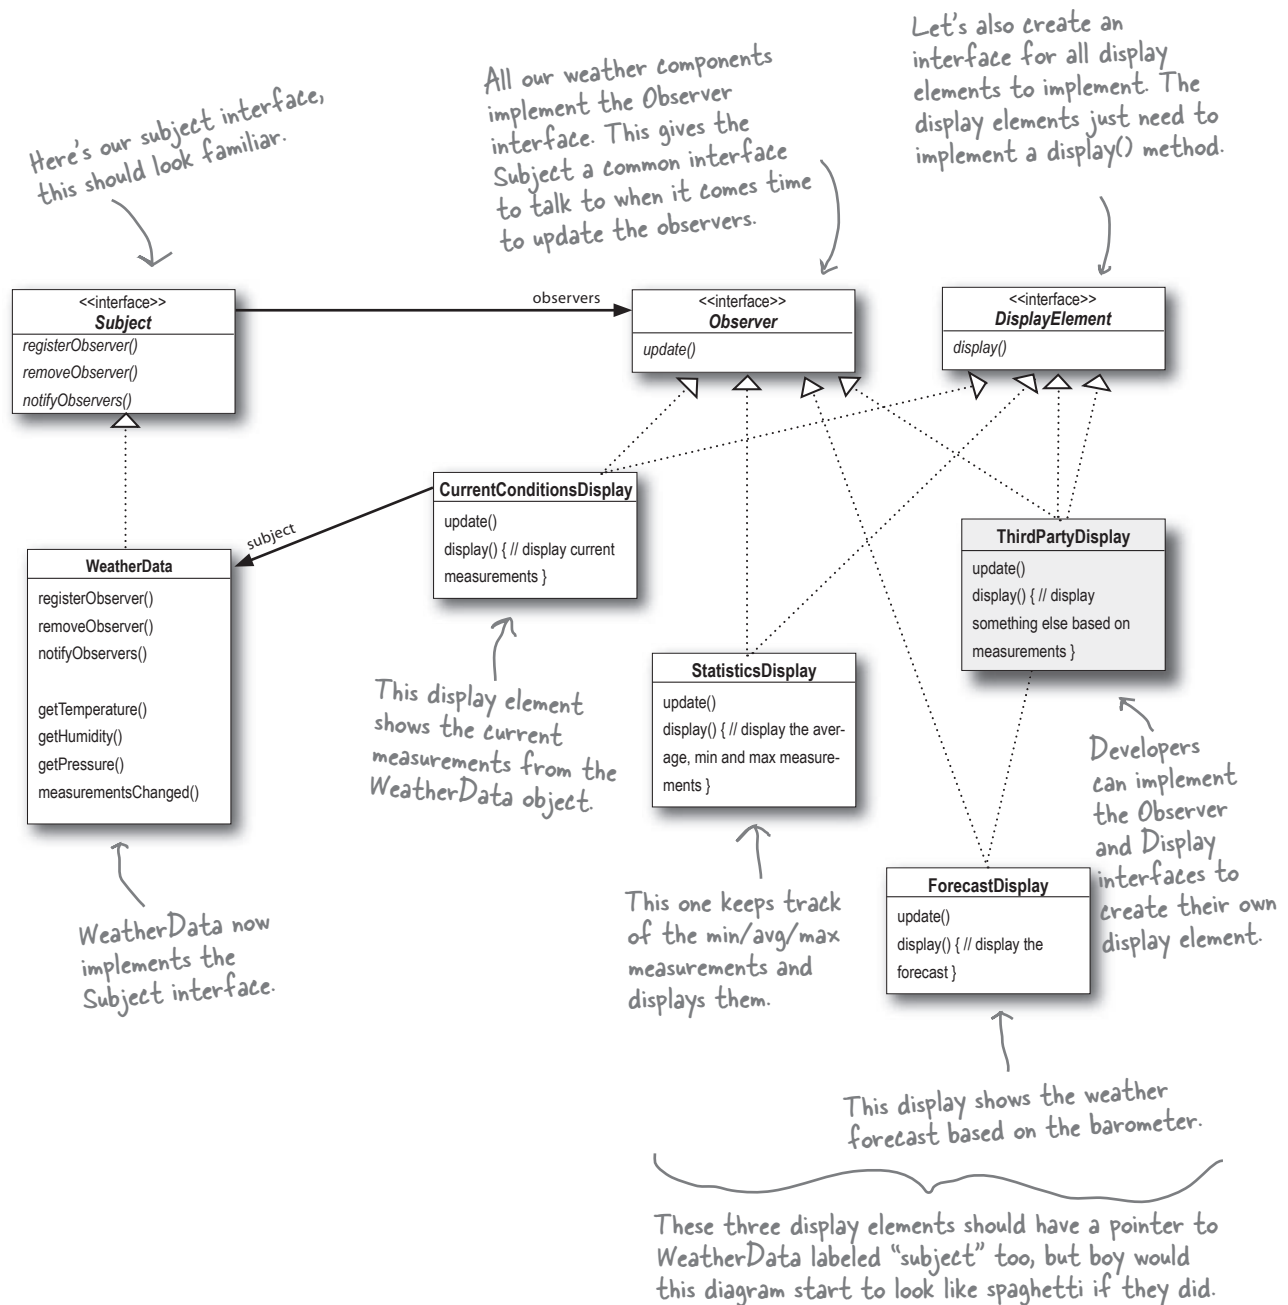 Here's our subject interface,
this should look familiar.
All our weather components
implement the Observer
interface. This gives the
Subject a common interface
to talk to when it comes time
to update the observers.
Let's also create an
interface for all display
elements to implement. The
display elements just need to
implement a display() method.
<<interface>>
Subject
registerObserver()
removeObserver()
notifyObservers()
observers
<<interface>>
Observer
update()
<<interface>>
DisplayElement
display()
subject
CurrentConditionsDisplay
update()
display() { // display current
measurements }
WeatherData
registerObserver()
removeObserver()
notifyObservers()
getTemperature()
getHumidity()
getPressure()
measurementsChanged()
ThirdPartyDisplay
update()
display() { // display
something else based on
measurements }
StatisticsDisplay
update()
display() { // display the aver-
age, min and max measure-
ments }
This display element
shows the current
measurements from the
WeatherData object.
Developers
can implement
the Observer
and Display
interfaces to
create their own
display element.
ForecastDisplay
update()
display() { // display the
forecast }
WeatherData now
implements the
Subject interface.
This one keeps track
of the min/avg/max
measurements and
displays them.
This display shows the weather
forecast based on the barometer.
These three display elements should have a pointer to
WeatherData labeled “subject” too, but boy would
this diagram start to look like spaghetti if they did.